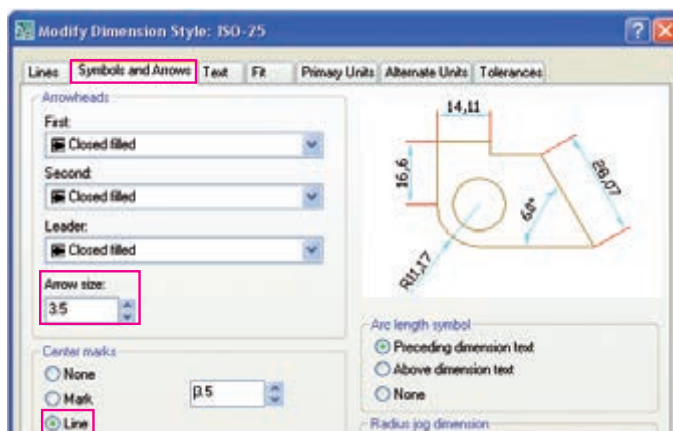 Modify Dimension Style: ISO-25
Lines Symbols and Arrows Text Fit Primary Units Alternate Units Tolerances
Arrowheads
First:
Closed filled
Second:
Closed filled
Leader:
Closed filled
Arrow size:
3.5
Center marks
None
Mark
Line
3.5
14,11
16,6
28,07
60°
R11,17
Arc length symbol
Preceding dimension text
Above dimension text
None
Radius jog dimension